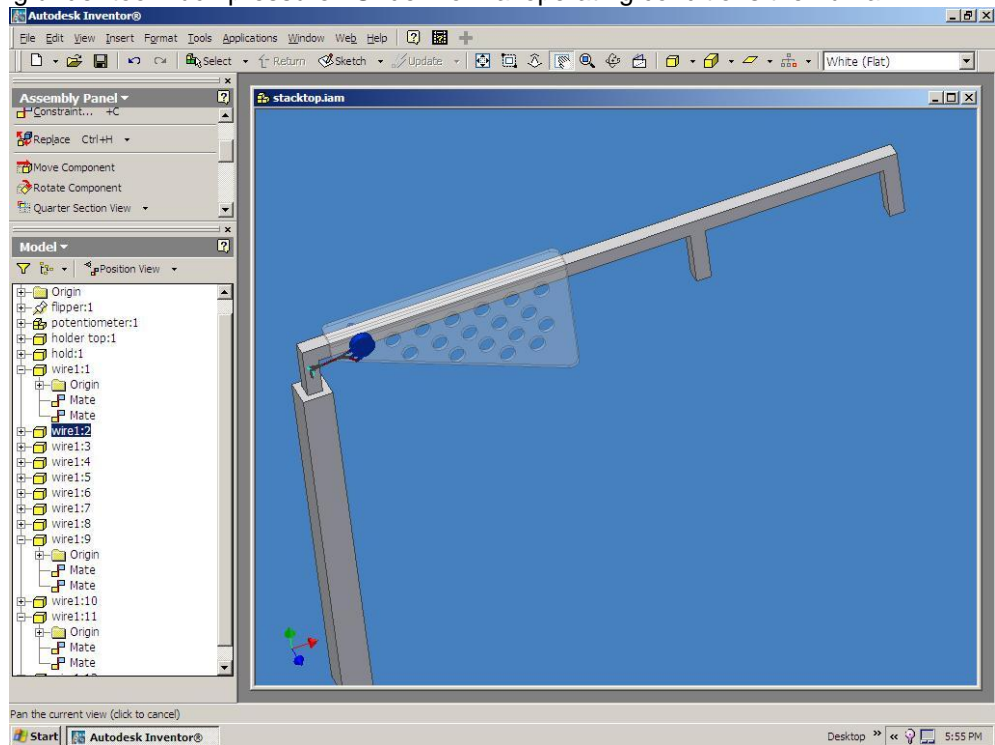 Autodesk Inventor®
File Edit View Insert Format Tools Applications Window Web Help
Select Return Sketch Update White (Flat)
Assembly Panel
Constraint... +C
Replace Ctrl+H
Move Component
Rotate Component
Quarter Section View
Model
Position View
Origin
flipper:1
potentiometer:1
holder top:1
hold:1
wire1:1
Origin
Mate
Mate
wire1:2
wire1:3
wire1:4
wire1:5
wire1:6
wire1:7
wire1:8
wire1:9
Origin
Mate
Mate
wire1:10
wire1:11
Origin
Mate
Mate
stacktop.iam
Pan the current view (click to cancel)
Start Autodesk Inventor® Desktop » « 5:55 PM